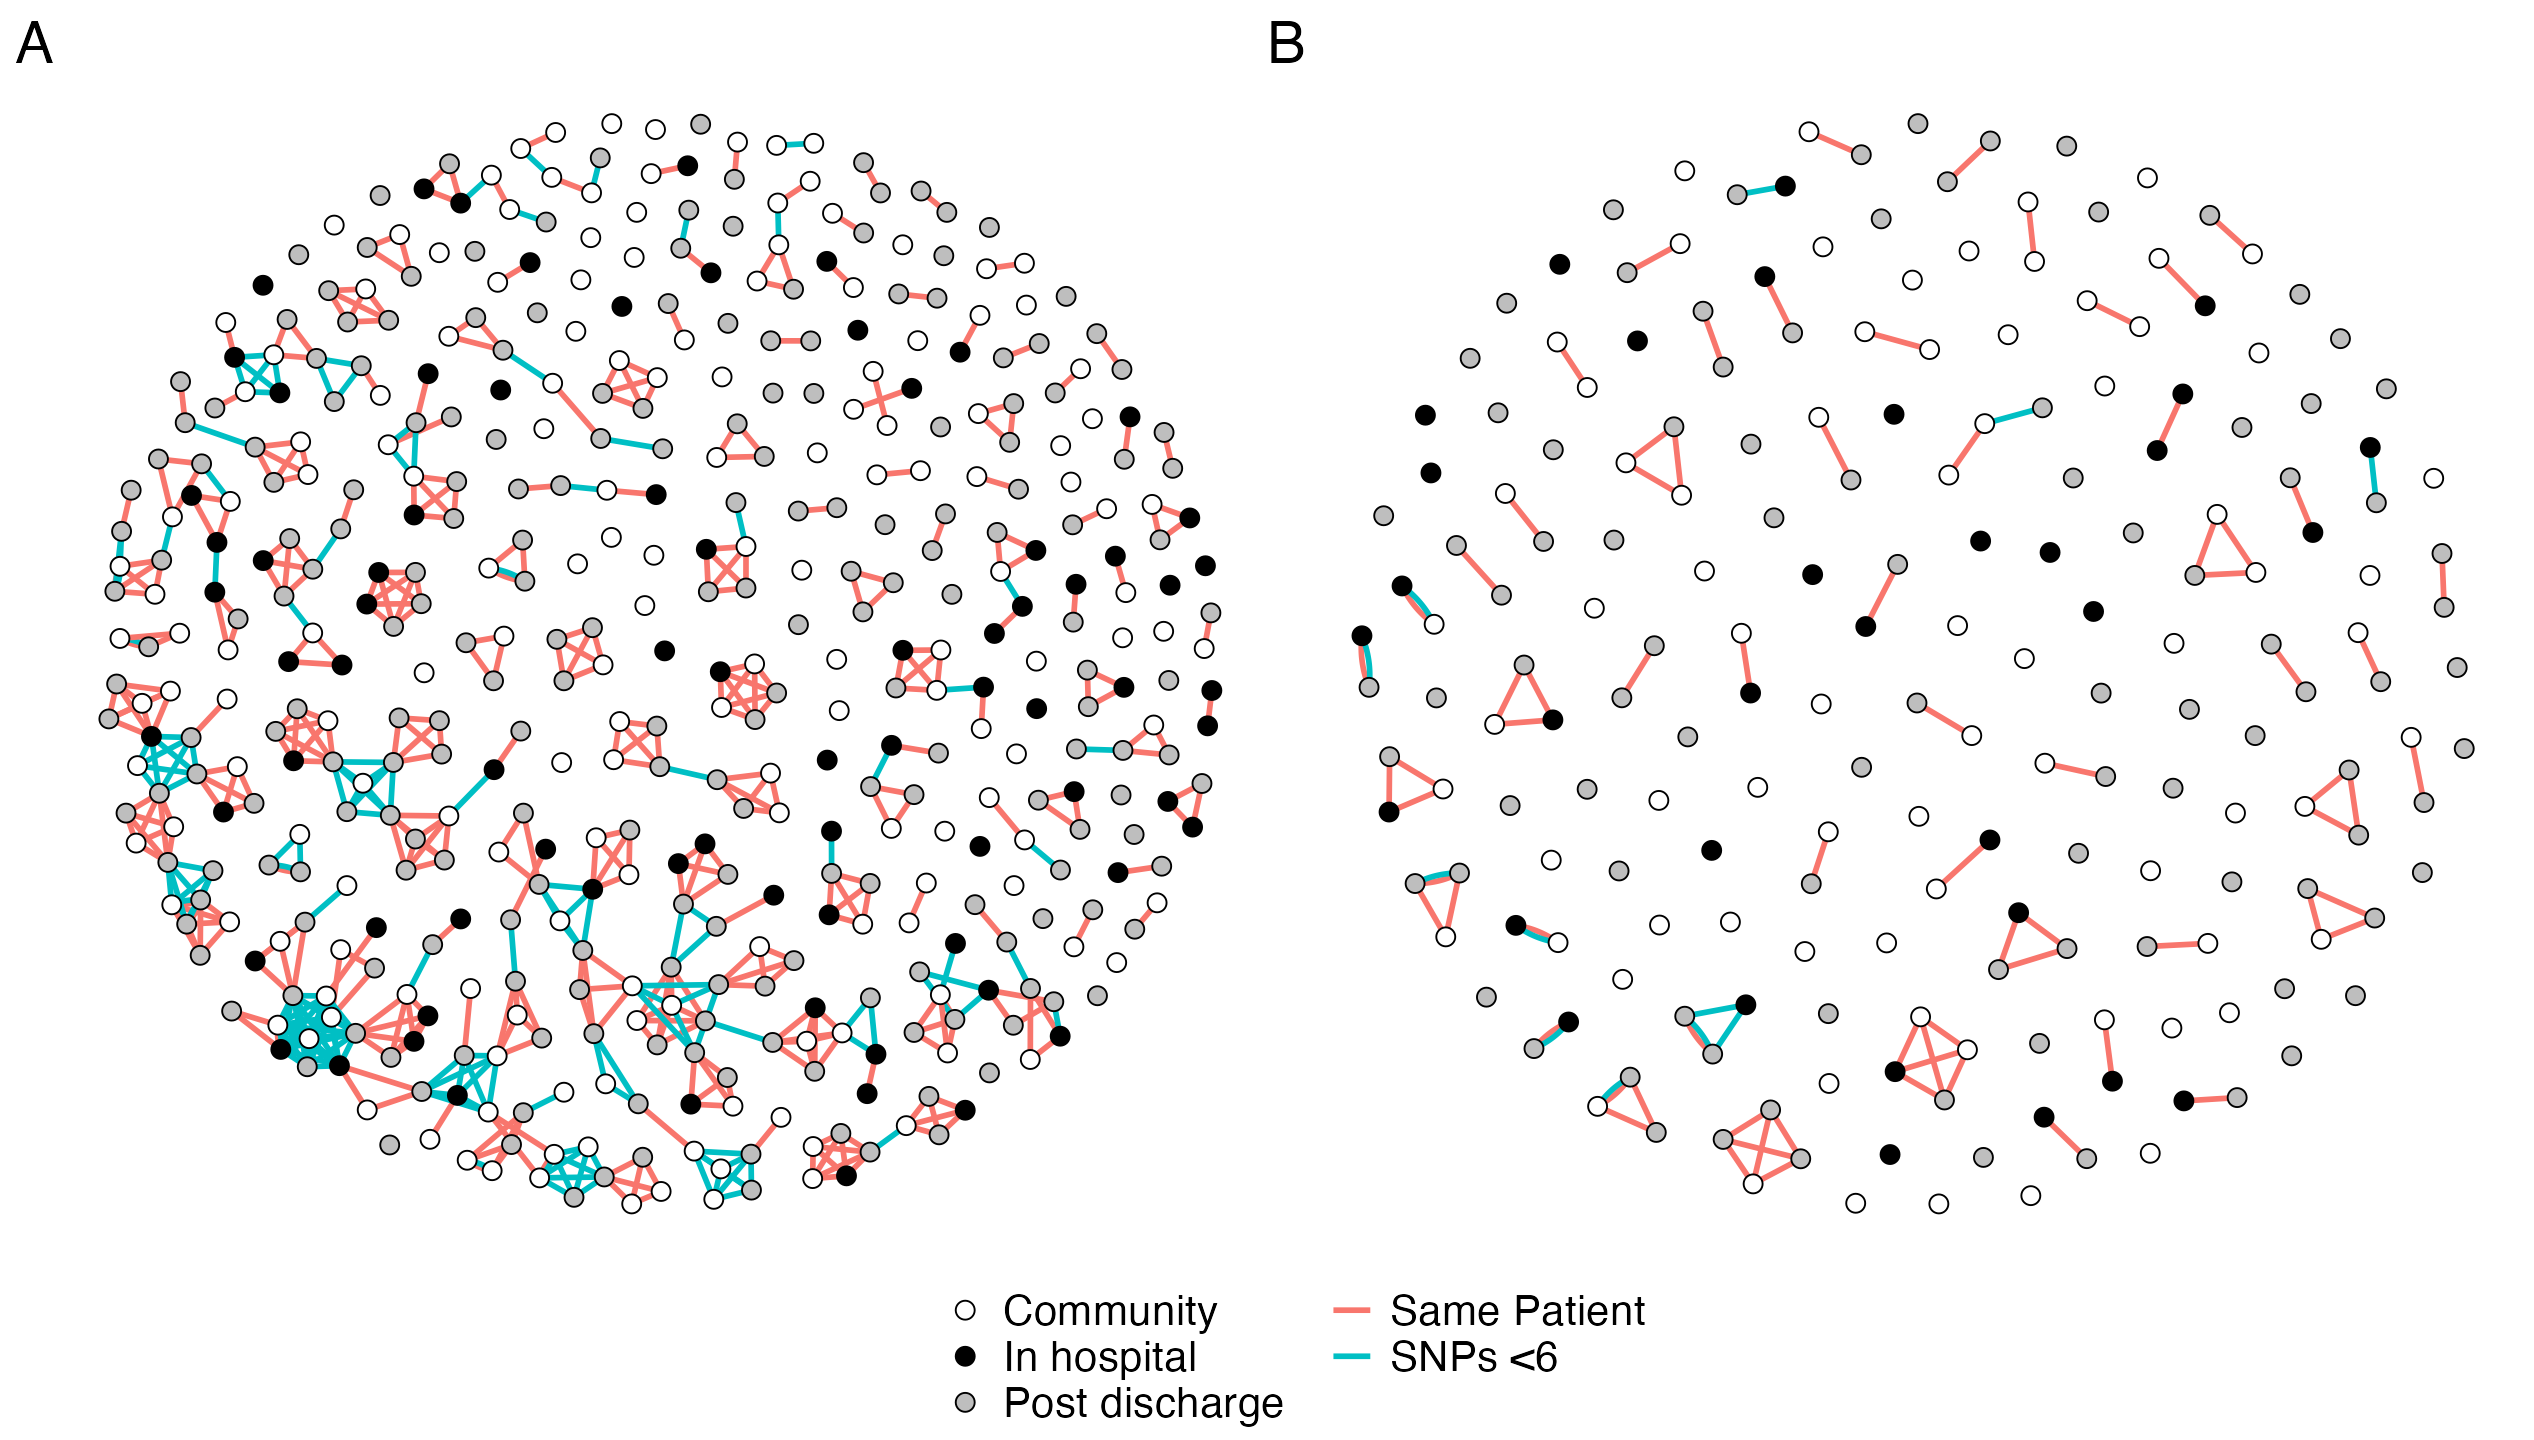 A
B
Community
In hospital
Post discharge
Same Patient
SNPs <6